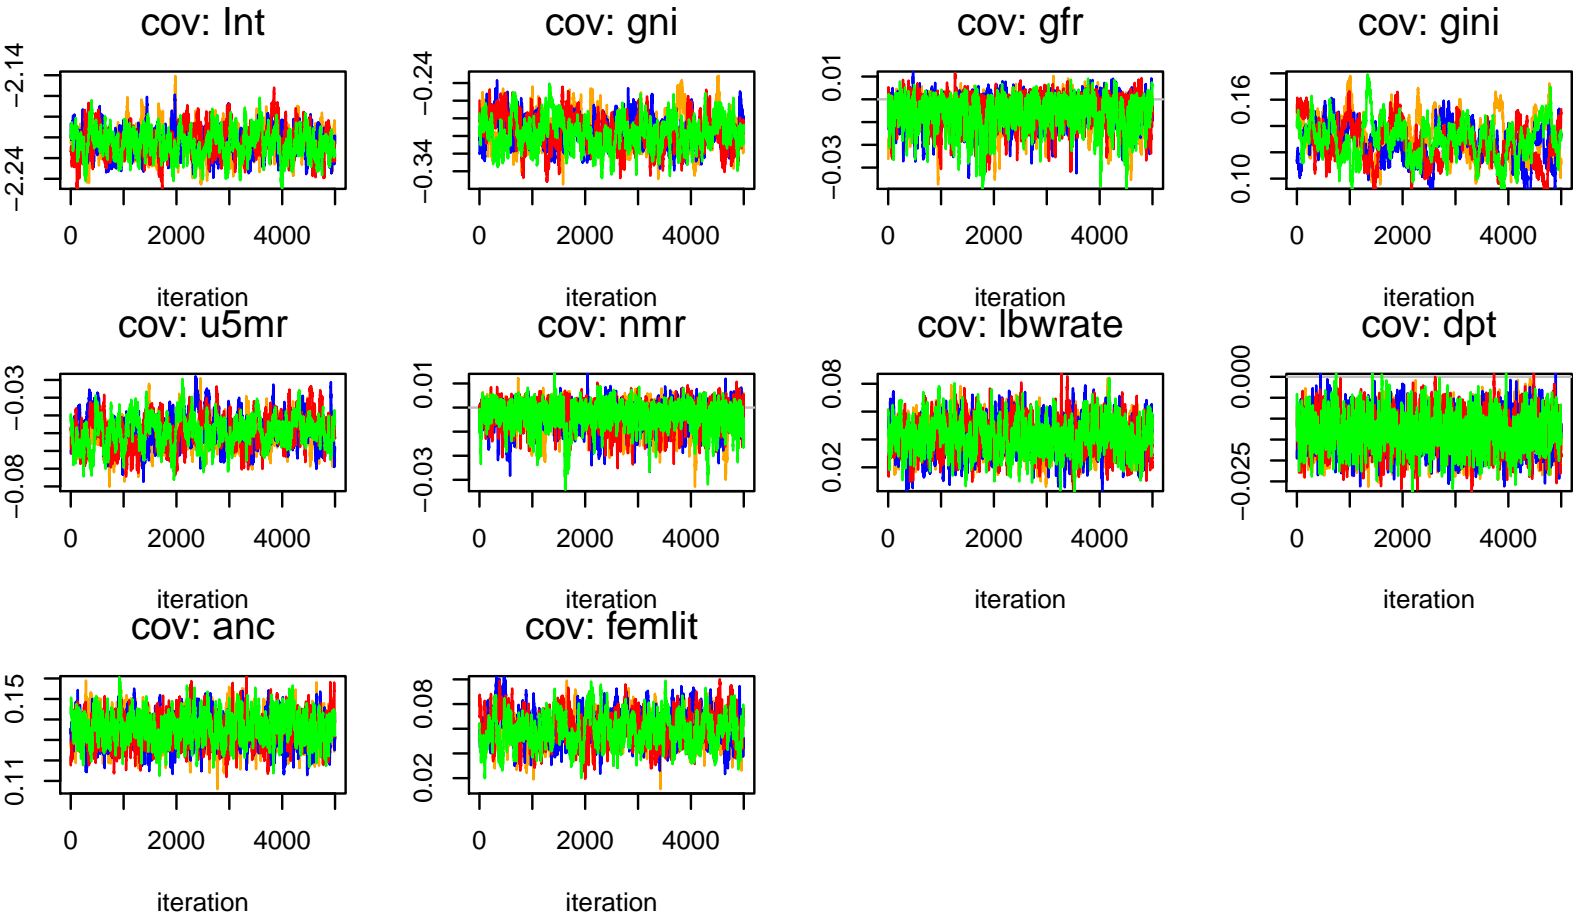 cov: Int cov: gni cov: gfr cov: gini
−2.14 −2.24 −0.24 −0.34 0.01 −0.03 0.16 0.10
0 2000 4000 0 2000 4000 0 2000 4000 0 2000 4000
iteration iteration iteration iteration
cov: u5mr cov: nmr cov: lbwrate cov: dpt
−0.03 −0.08 0.01 −0.03 0.08 0.02 0.000 −0.025
0 2000 4000 0 2000 4000 0 2000 4000 0 2000 4000
iteration iteration iteration iteration
cov: anc cov: femlit
0.15 0.11 0.08 0.02
0 2000 4000 0 2000 4000
iteration iteration